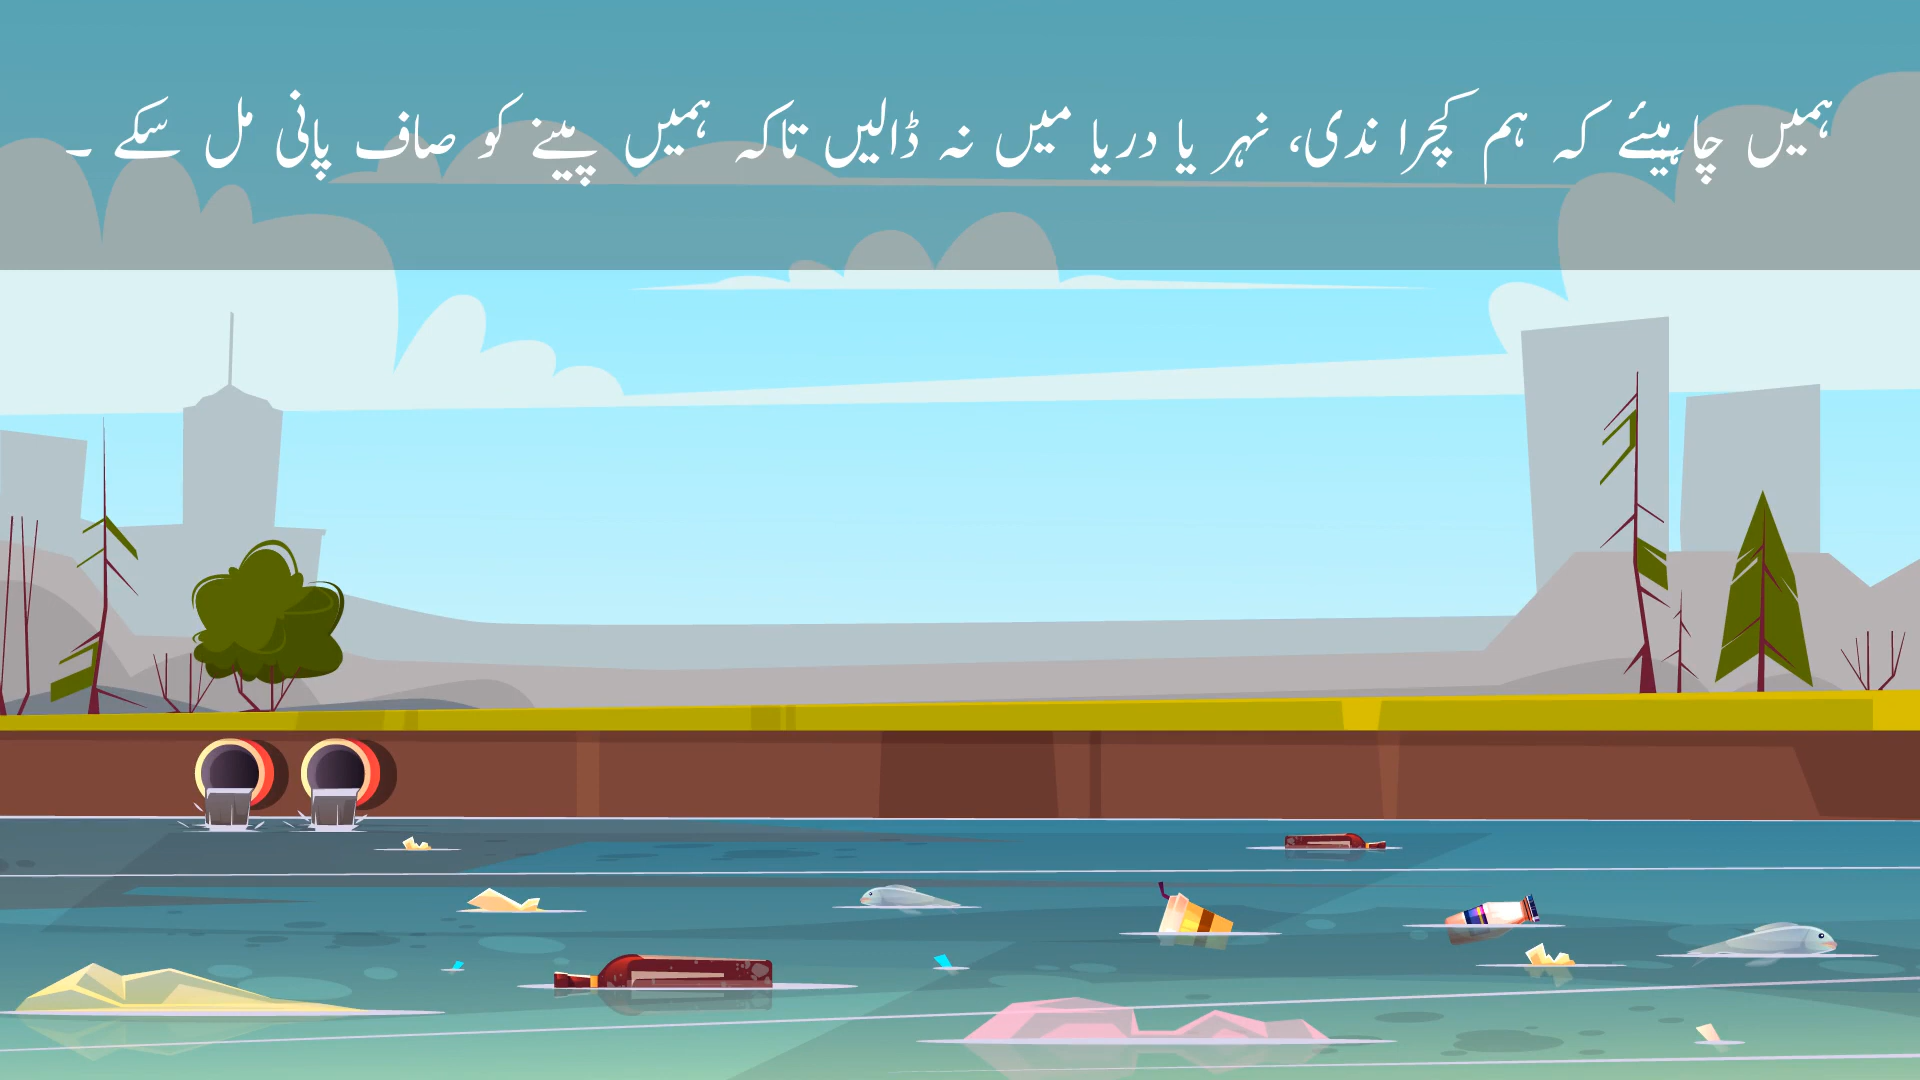 ہمیں چاہیئے کہ ہم کچرا ندی، نہر یا دریا میں نہ ڈالیں تاکہ ہمیں پینے کو صاف پانی مل سکے ۔